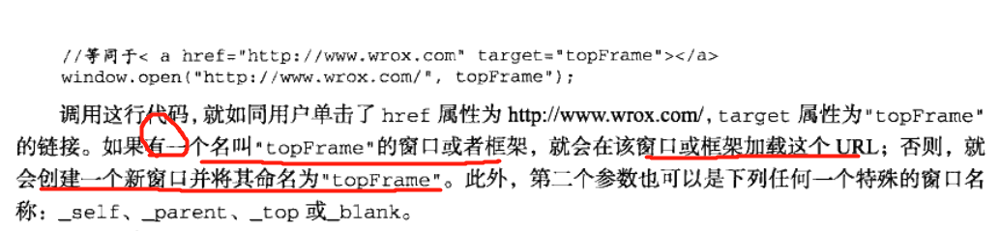 //等同于< a href="http://www.wrox.com" target="topFrame"></a>
window.open("http://www.wrox.com/", topFrame");
调用这行代码，就如同用户单击了 href 属性为 http://www.wrox.com/，target 属性为"topFrame"
的链接。如果有一个名叫"topFrame"的窗口或者框架，就会在该窗口或框架加载这个 URL；否则，就
会创建一个新窗口并将其命名为"topFrame"。此外，第二个参数也可以是下列任何一个特殊的窗口名
称：_self、_parent、_top 或_blank。